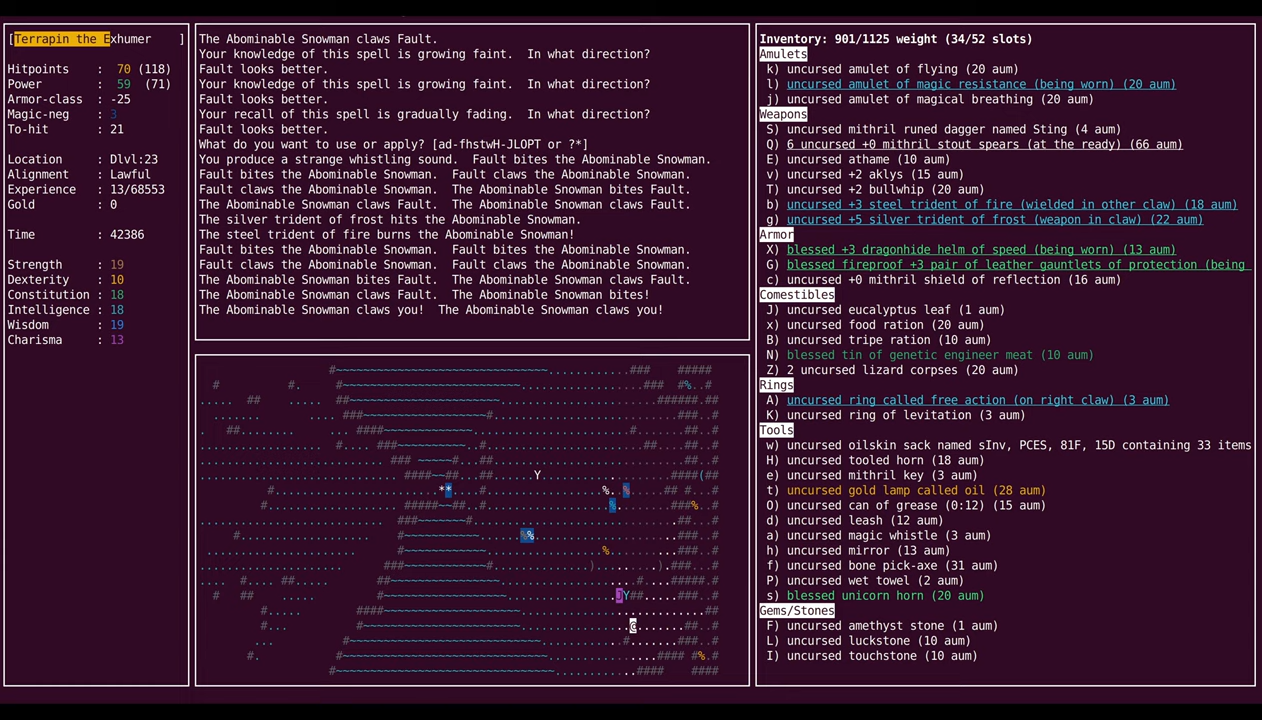 [Terrapin the Exhumer ]
Hitpoints : 70 (118)
Power : 59 (71)
Armor-class : -25
Magic-neg : 3
To-hit : 21
Location : Dlvl:23
Alignment : Lawful
Experience : 13/68553
Gold : 0
Time : 42386
Strength : 19
Dexterity : 10
Constitution : 18
Intelligence : 18
Wisdom : 19
Charisma : 13
The Abominable Snowman claws Fault.
Your knowledge of this spell is growing faint. In what direction?
Fault looks better.
Your knowledge of this spell is growing faint. In what direction?
Fault looks better.
Your recall of this spell is gradually fading. In what direction?
Fault looks better.
What do you want to use or apply? [ad-fhstwH-JLOPT or ?*]
You produce a strange whistling sound. Fault bites the Abominable Snowman.
Fault bites the Abominable Snowman. Fault claws the Abominable Snowman.
Fault claws the Abominable Snowman. The Abominable Snowman bites Fault.
The Abominable Snowman claws Fault. The Abominable Snowman claws Fault.
The silver trident of frost hits the Abominable Snowman.
The steel trident of fire burns the Abominable Snowman!
Fault bites the Abominable Snowman. Fault bites the Abominable Snowman.
Fault claws the Abominable Snowman. Fault claws the Abominable Snowman.
The Abominable Snowman bites Fault. The Abominable Snowman claws Fault.
The Abominable Snowman claws Fault. The Abominable Snowman bites!
The Abominable Snowman claws you! The Abominable Snowman claws you!
Inventory: 901/1125 weight (34/52 slots)
Amulets
k) uncursed amulet of flying (20 aum)
l) uncursed amulet of magic resistance (being worn) (20 aum)
j) uncursed amulet of magical breathing (20 aum)
Weapons
S) uncursed mithril runed dagger named Sting (4 aum)
Q) 6 uncursed +0 mithril stout spears (at the ready) (66 aum)
E) uncursed athame (10 aum)
v) uncursed +2 aklys (15 aum)
T) uncursed +2 bullwhip (20 aum)
b) uncursed +3 steel trident of fire (wielded in other claw) (18 aum)
g) uncursed +5 silver trident of frost (weapon in claw) (22 aum)
Armor
X) blessed +3 dragonhide helm of speed (being worn) (13 aum)
G) blessed fireproof +3 pair of leather gauntlets of protection (being
c) uncursed +0 mithril shield of reflection (16 aum)
Comestibles
J) uncursed eucalyptus leaf (1 aum)
x) uncursed food ration (20 aum)
B) uncursed tripe ration (10 aum)
N) blessed tin of genetic engineer meat (10 aum)
Z) 2 uncursed lizard corpses (20 aum)
Rings
A) uncursed ring called free action (on right claw) (3 aum)
K) uncursed ring of levitation (3 aum)
Tools
w) uncursed oilskin sack named sInv, PCES, 81F, 15D containing 33 items
H) uncursed tooled horn (18 aum)
e) uncursed mithril key (3 aum)
t) uncursed gold lamp called oil (28 aum)
O) uncursed can of grease (0:12) (15 aum)
d) uncursed leash (12 aum)
a) uncursed magic whistle (3 aum)
h) uncursed mirror (13 aum)
f) uncursed bone pick-axe (31 aum)
P) uncursed wet towel (2 aum)
s) blessed unicorn horn (20 aum)
Gems/Stones
F) uncursed amethyst stone (1 aum)
L) uncursed luckstone (10 aum)
I) uncursed touchstone (10 aum)